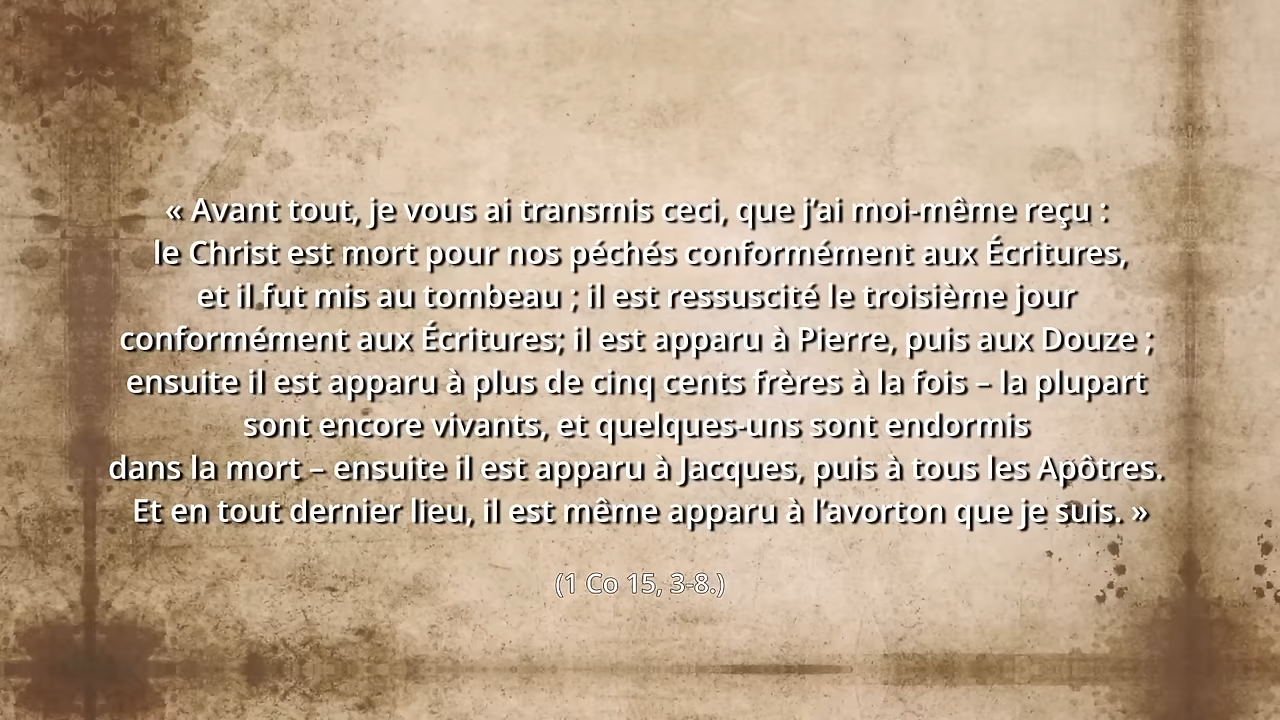 « Avant tout, je vous ai transmis ceci, que j’ai moi-même reçu :
le Christ est mort pour nos péchés conformément aux Écritures,
et il fut mis au tombeau ; il est ressuscité le troisième jour
conformément aux Écritures; il est apparu à Pierre, puis aux Douze ;
ensuite il est apparu à plus de cinq cents frères à la fois – la plupart
sont encore vivants, et quelques-uns sont endormis
dans la mort – ensuite il est apparu à Jacques, puis à tous les Apôtres.
Et en tout dernier lieu, il est même apparu à l’avorton que je suis. »
(1 Co 15, 3-8.)